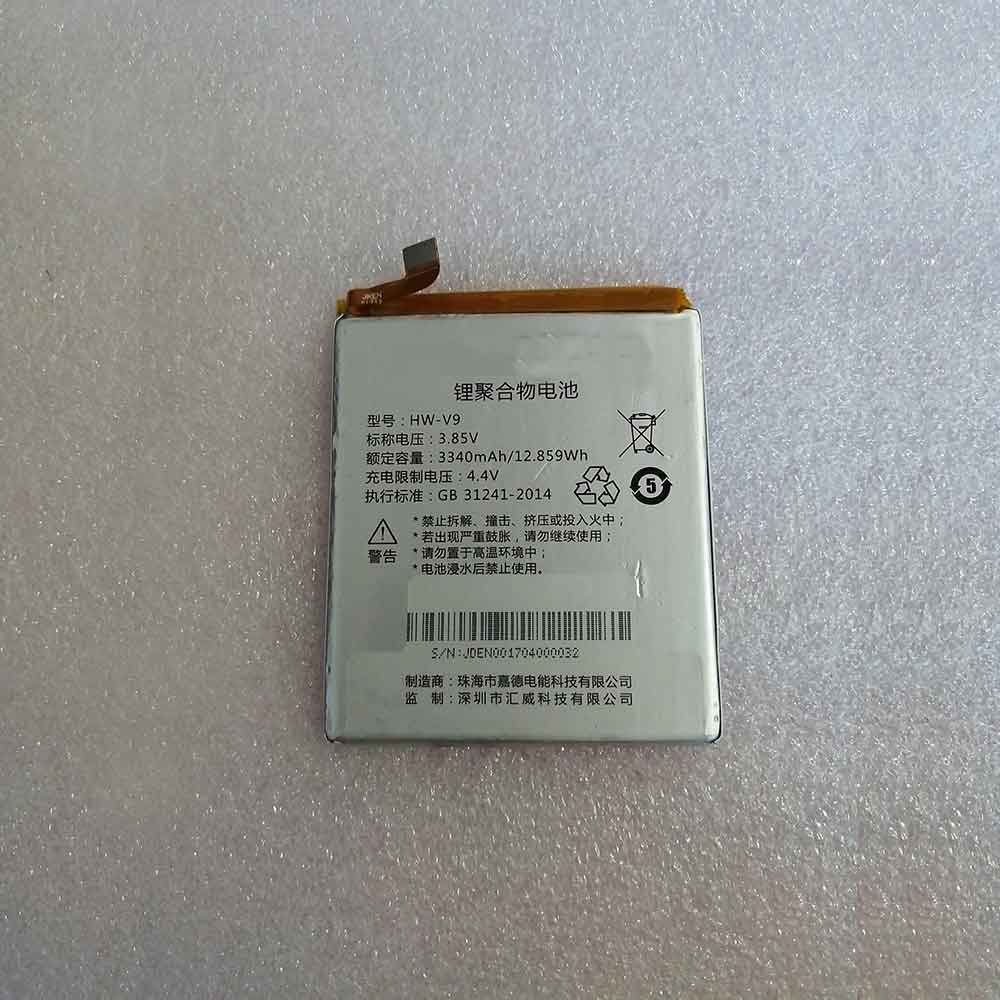 JKEN
锂聚合物电池
型号：HW-V9
标称电压：3.85V
额定容量：3340mAh/12.859Wh
充电限制电压：4.4V
执行标准：GB 31241-2014
5
警告
*禁止拆解、撞击、挤压或投入火中；
*若出现严重鼓胀，请勿继续使用；
*请勿置于高温环境中；
*电池浸水后禁止使用。
S/N:JDEN001704000032
制造商：珠海市嘉德电能科技有限公司
监 制：深圳市汇威科技有限公司